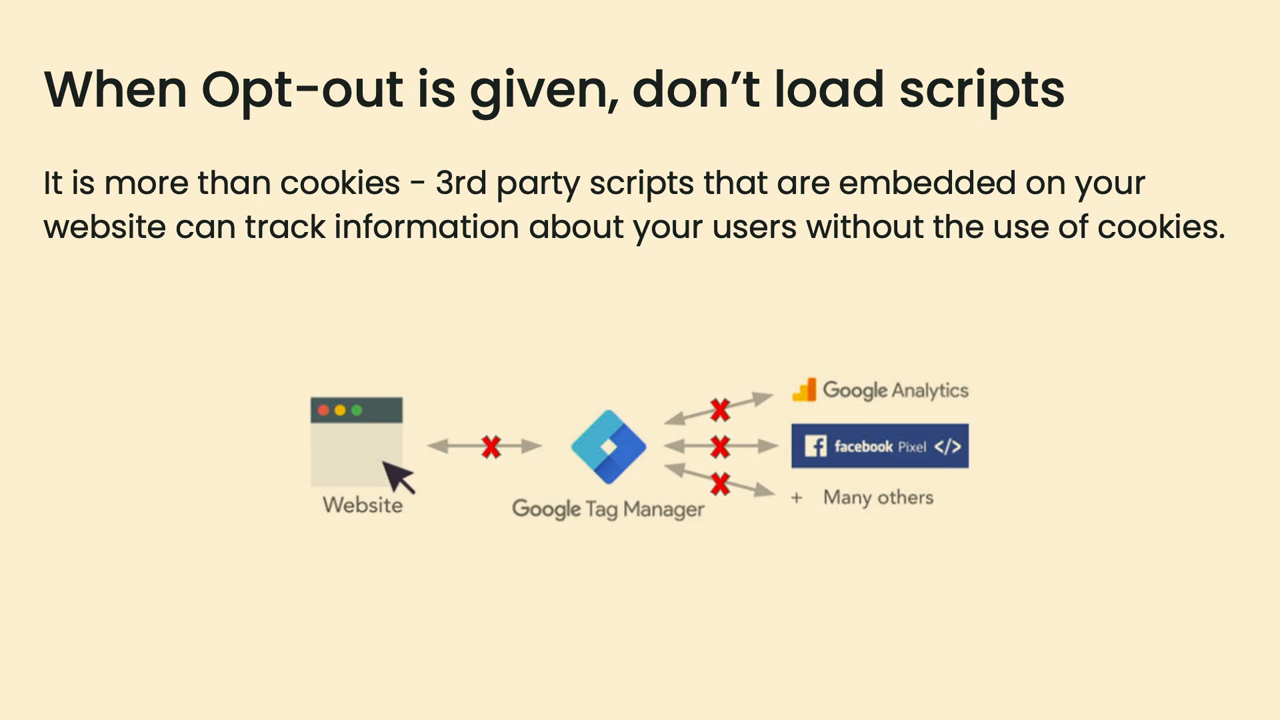 When Opt-out is given, don’t load scripts
It is more than cookies - 3rd party scripts that are embedded on your
website can track information about your users without the use of cookies.
Google Analytics
facebook Pixel </>
Website
+ Many others
Google Tag Manager